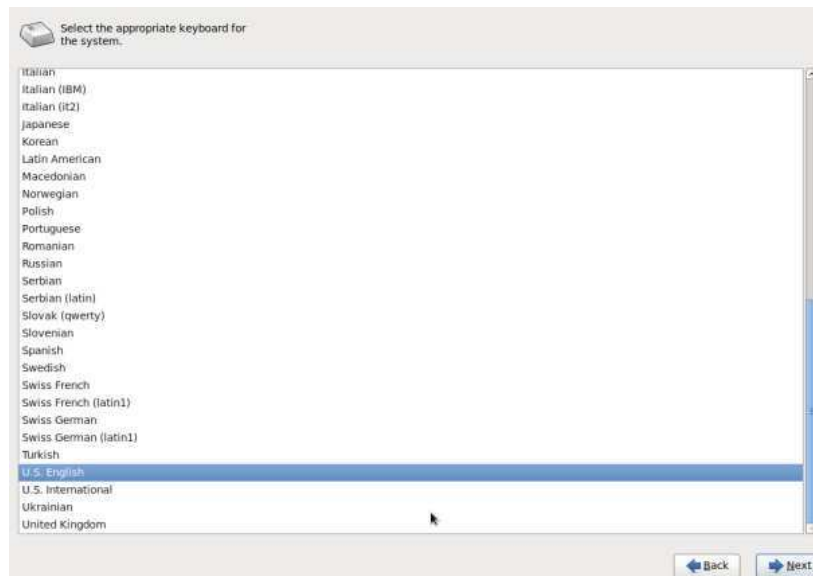 Select the appropriate keyboard for
the system.
Italian
Italian (IBM)
Italian (it2)
Japanese
Korean
Latin American
Macedonian
Norwegian
Polish
Portuguese
Romanian
Russian
Serbian
Serbian (latin)
Slovak (qwerty)
Slovenian
Spanish
Swedish
Swiss French
Swiss French (latin1)
Swiss German
Swiss German (latin1)
Turkish
U.S. English
U.S. International
Ukrainian
United Kingdom
Back
Next